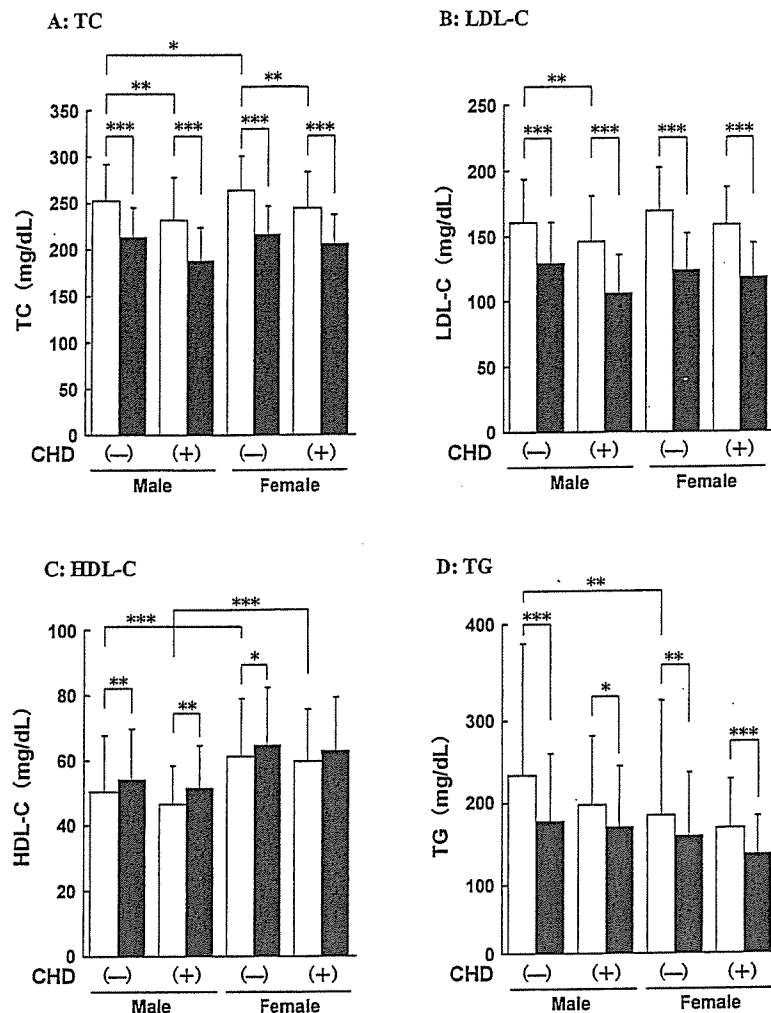 A: TC
*
**
**
***
***
***
***
350
300
250
200
150
100
50
0
TC (mg/dL)
CHD (—) (+) (—) (+)
Male Female
B: LDL-C
**
***
***
***
***
250
200
150
100
50
0
LDL-C (mg/dL)
CHD (—) (+) (—) (+)
Male Female
C: HDL-C
***
***
*
**
**
100
80
60
40
20
0
HDL-C (mg/dL)
CHD (—) (+) (—) (+)
Male Female
D: TG
**
***
**
*
***
400
300
200
100
0
TG (mg/dL)
CHD (—) (+) (—) (+)
Male Female